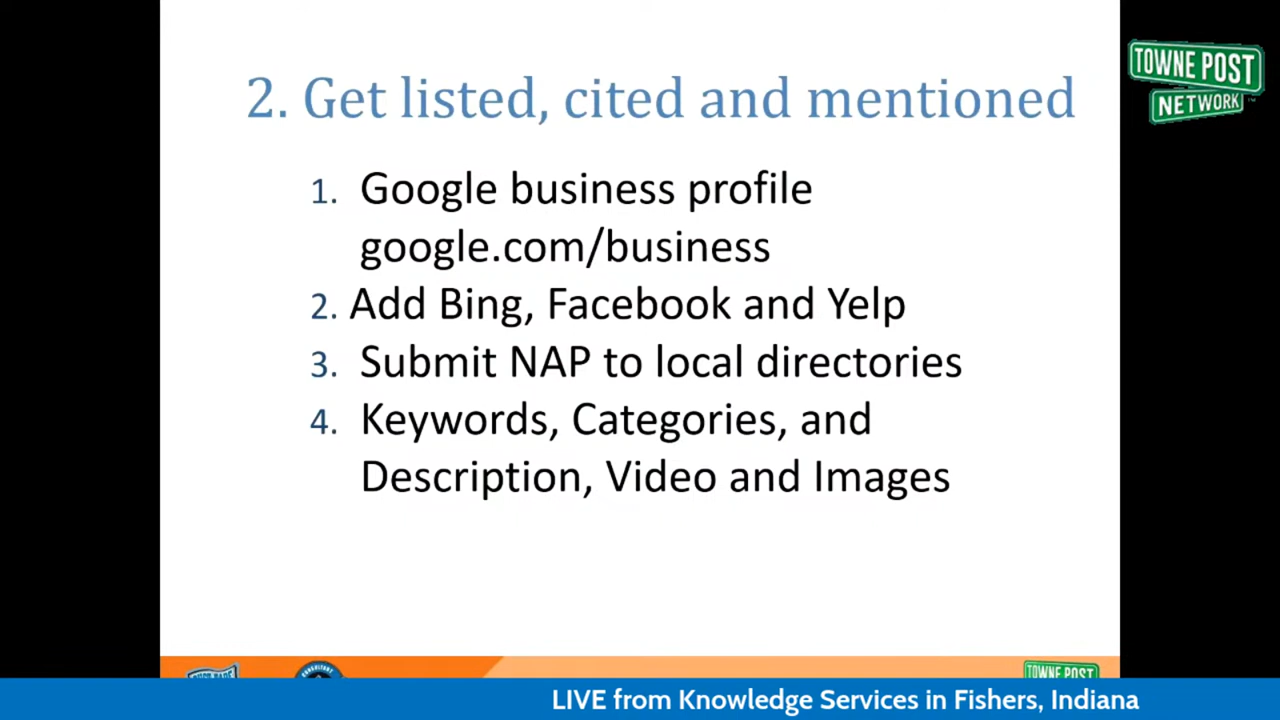 TOWNE POST
NETWORK
2. Get listed, cited and mentioned
1. Google business profile
google.com/business
2. Add Bing, Facebook and Yelp
3. Submit NAP to local directories
4. Keywords, Categories, and
Description, Video and Images
TOWNE POST
LIVE from Knowledge Services in Fishers, Indiana